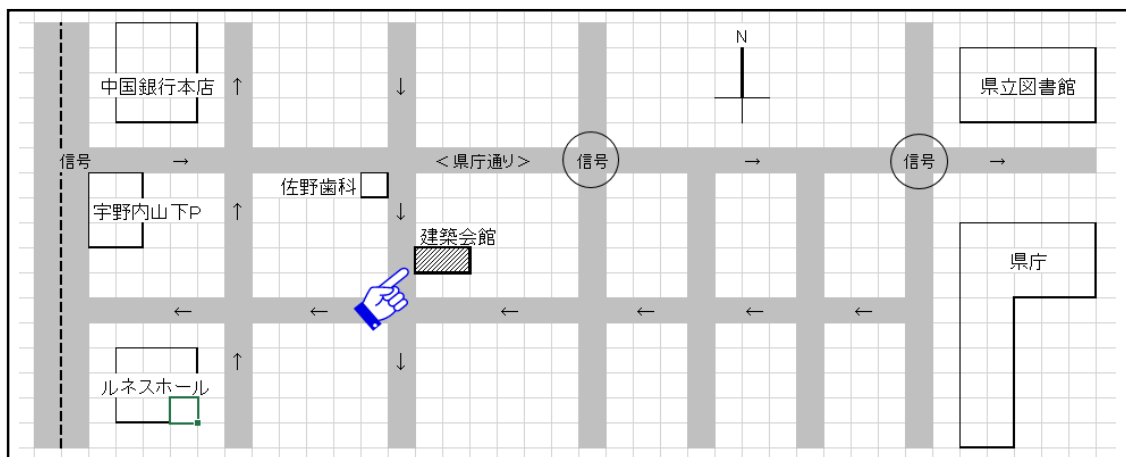 N
中国銀行本店
↑
↓
県立図書館
信号
→
＜県庁通り＞
信号
→
信号
→
佐野歯科
宇野内山下P
↑
↓
建築会館
県庁
←
←
←
←
←
←
ルネスホール
↑
↓